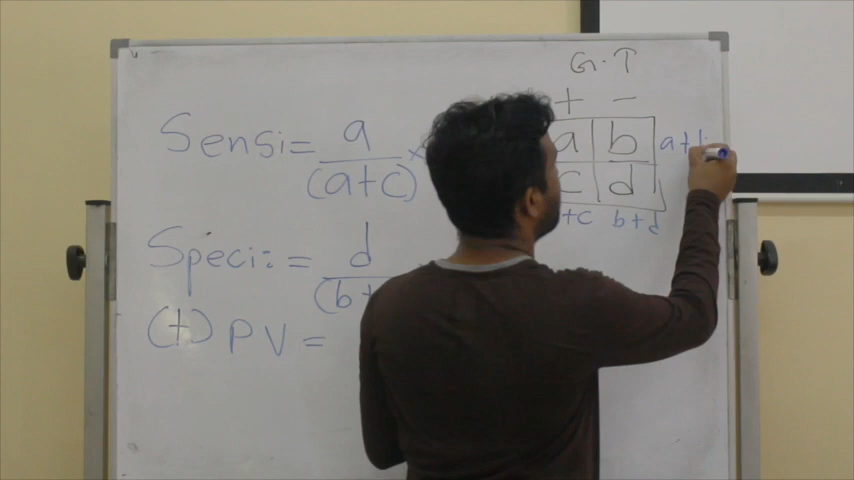 G.T
+ -
Sensi = a / (a+c) ×
a b a+
c d
+c b+d
Speci: = d / (b+
(+) PV =